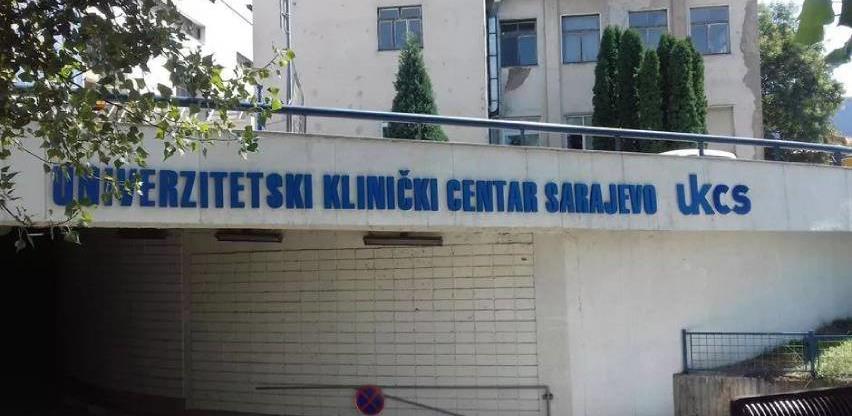 UNIVERZITETSKI KLINIČKI CENTAR SARAJEVO ukcs